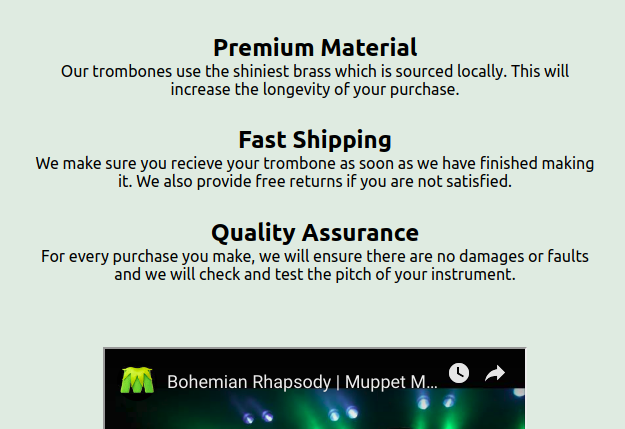 Premium Material
Our trombones use the shiniest brass which is sourced locally. This will
increase the longevity of your purchase.
Fast Shipping
We make sure you recieve your trombone as soon as we have finished making
it. We also provide free returns if you are not satisfied.
Quality Assurance
For every purchase you make, we will ensure there are no damages or faults
and we will check and test the pitch of your instrument.
Bohemian Rhapsody | Muppet M...